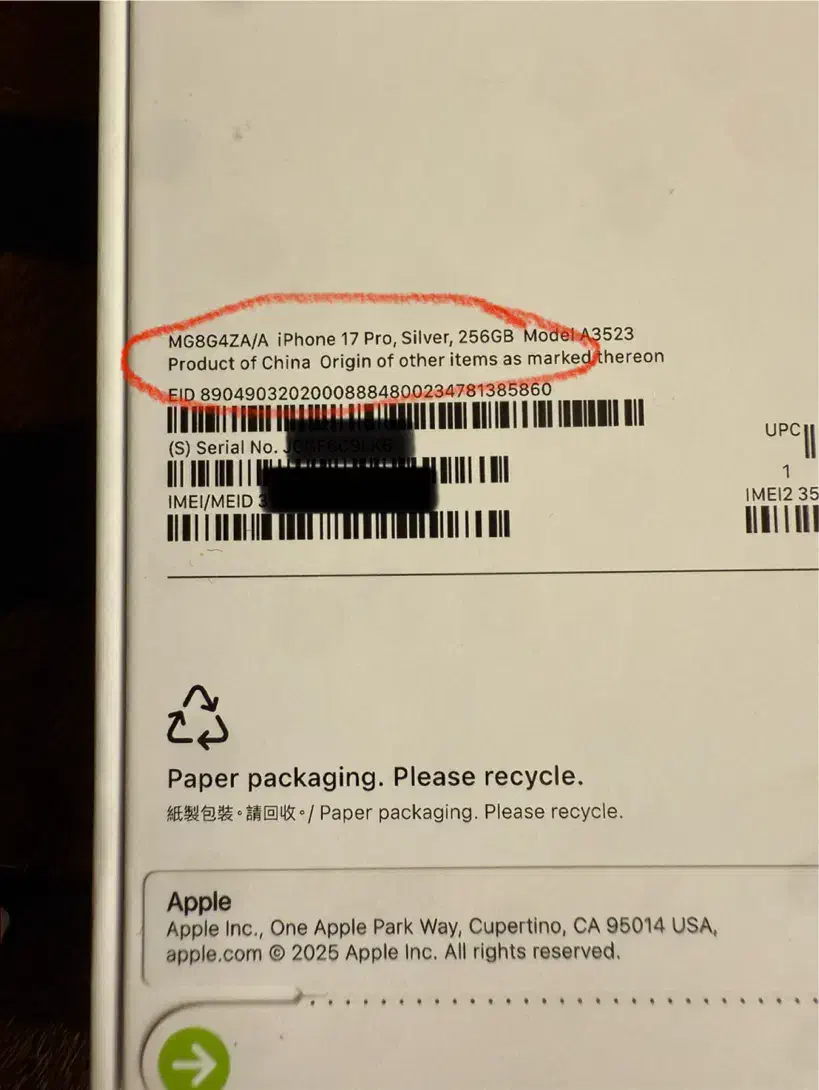 MG8G4ZA/A iPhone 17 Pro, Silver, 256GB Model A3523
Product of China Origin of other items as marked thereon
EID 89049032020008884800234781385860
(S) Serial No.
IMEI/MEID 3
UPC
1
IMEI2 35
Paper packaging. Please recycle.
紙製包裝。請回收。/ Paper packaging. Please recycle.
Apple
Apple Inc., One Apple Park Way, Cupertino, CA 95014 USA,
apple.com © 2025 Apple Inc. All rights reserved.